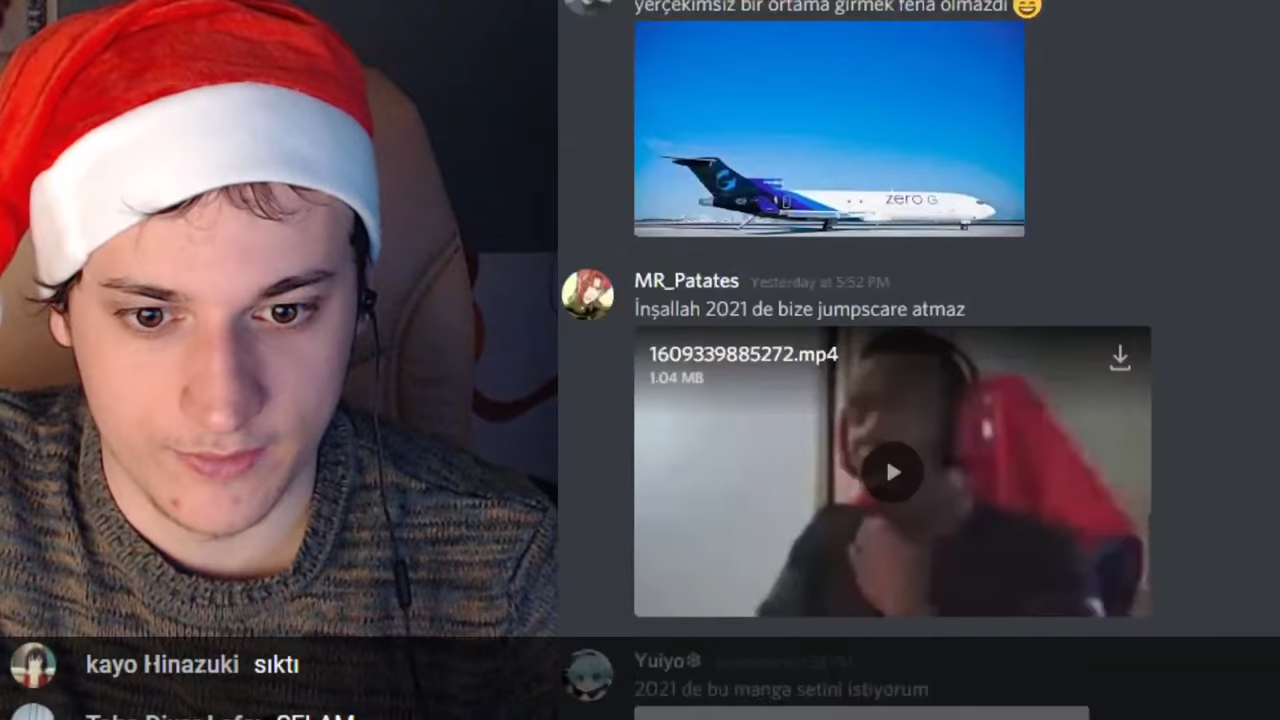 yerçekimsiz bir ortama girmek fena olmazdı 😄
zero G
MR_Patates Yesterday at 5:52 PM
İnşallah 2021 de bize jumpscare atmaz
1609339885272.mp4
1.04 MB
kayo Hinazuki sıktı
Yuiyo❄
2021 de bu manga setini istiyorum
SELAM